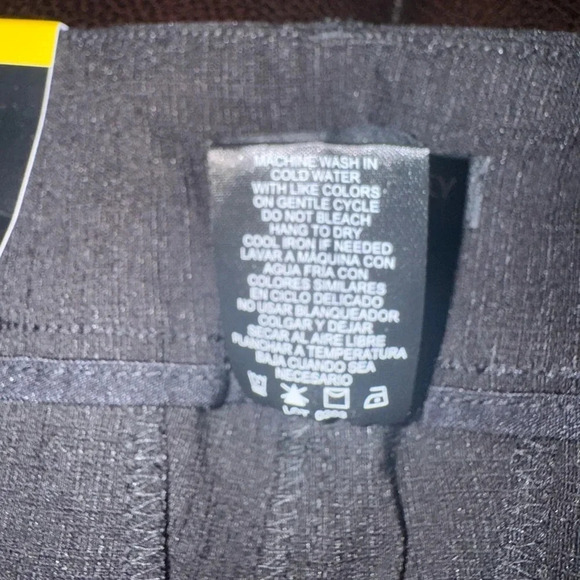 MACHINE WASH IN
COLD WATER
WITH LIKE COLORS
ON GENTLE CYCLE
DO NOT BLEACH
HANG TO DRY
COOL IRON IF NEEDED
LAVAR A MAQUINA CON
AGUA FRIA CON
COLORES SIMILARES
EN CICLO DELICADO
NO USAR BLANQUEADOR
COLGAR Y DEJAR
SECAR AL AIRE LIBRE
PLANCHAR A TEMPERATURA
BAJA CUANDO SEA
NECESARIO